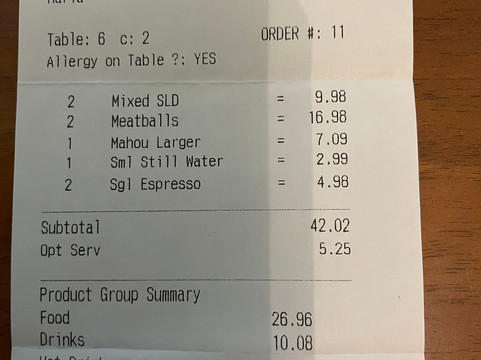 Table: 6 c: 2 ORDER #: 11
Allergy on Table ?: YES
2 Mixed SLD = 9.98
2 Meatballs = 16.98
1 Mahou Larger = 7.09
1 Sml Still Water = 2.99
2 Sgl Espresso = 4.98
Subtotal 42.02
Opt Serv 5.25
Product Group Summary
Food 26.96
Drinks 10.08